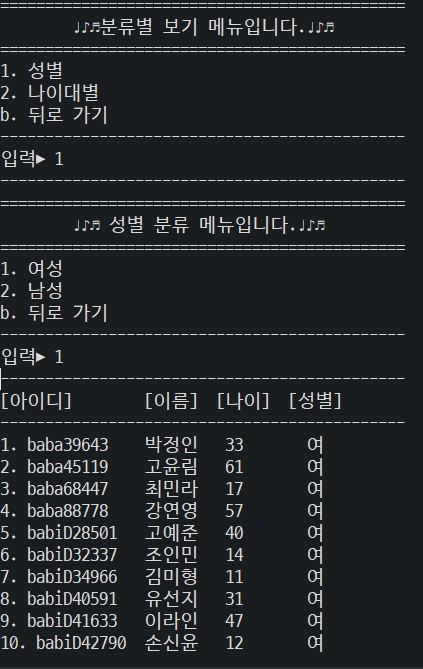 =============================================
♩♪♬분류별 보기 메뉴입니다.♩♪♬
=============================================
1. 성별
2. 나이대별
b. 뒤로 가기
---------------------------------------------
입력▶ 1
---------------------------------------------
=============================================
♩♪♬ 성별 분류 메뉴입니다.♩♪♬
=============================================
1. 여성
2. 남성
b. 뒤로 가기
---------------------------------------------
입력▶ 1
---------------------------------------------
[아이디] [이름] [나이] [성별]
---------------------------------------------
1. baba39643 박정인 33 여
2. baba45119 고윤림 61 여
3. baba68447 최민라 17 여
4. baba88778 강연영 57 여
5. babiD28501 고예준 40 여
6. babiD32337 조인민 14 여
7. babiD34966 김미형 11 여
8. babiD40591 유선지 31 여
9. babiD41633 이라인 47 여
10. babiD42790 손신윤 12 여